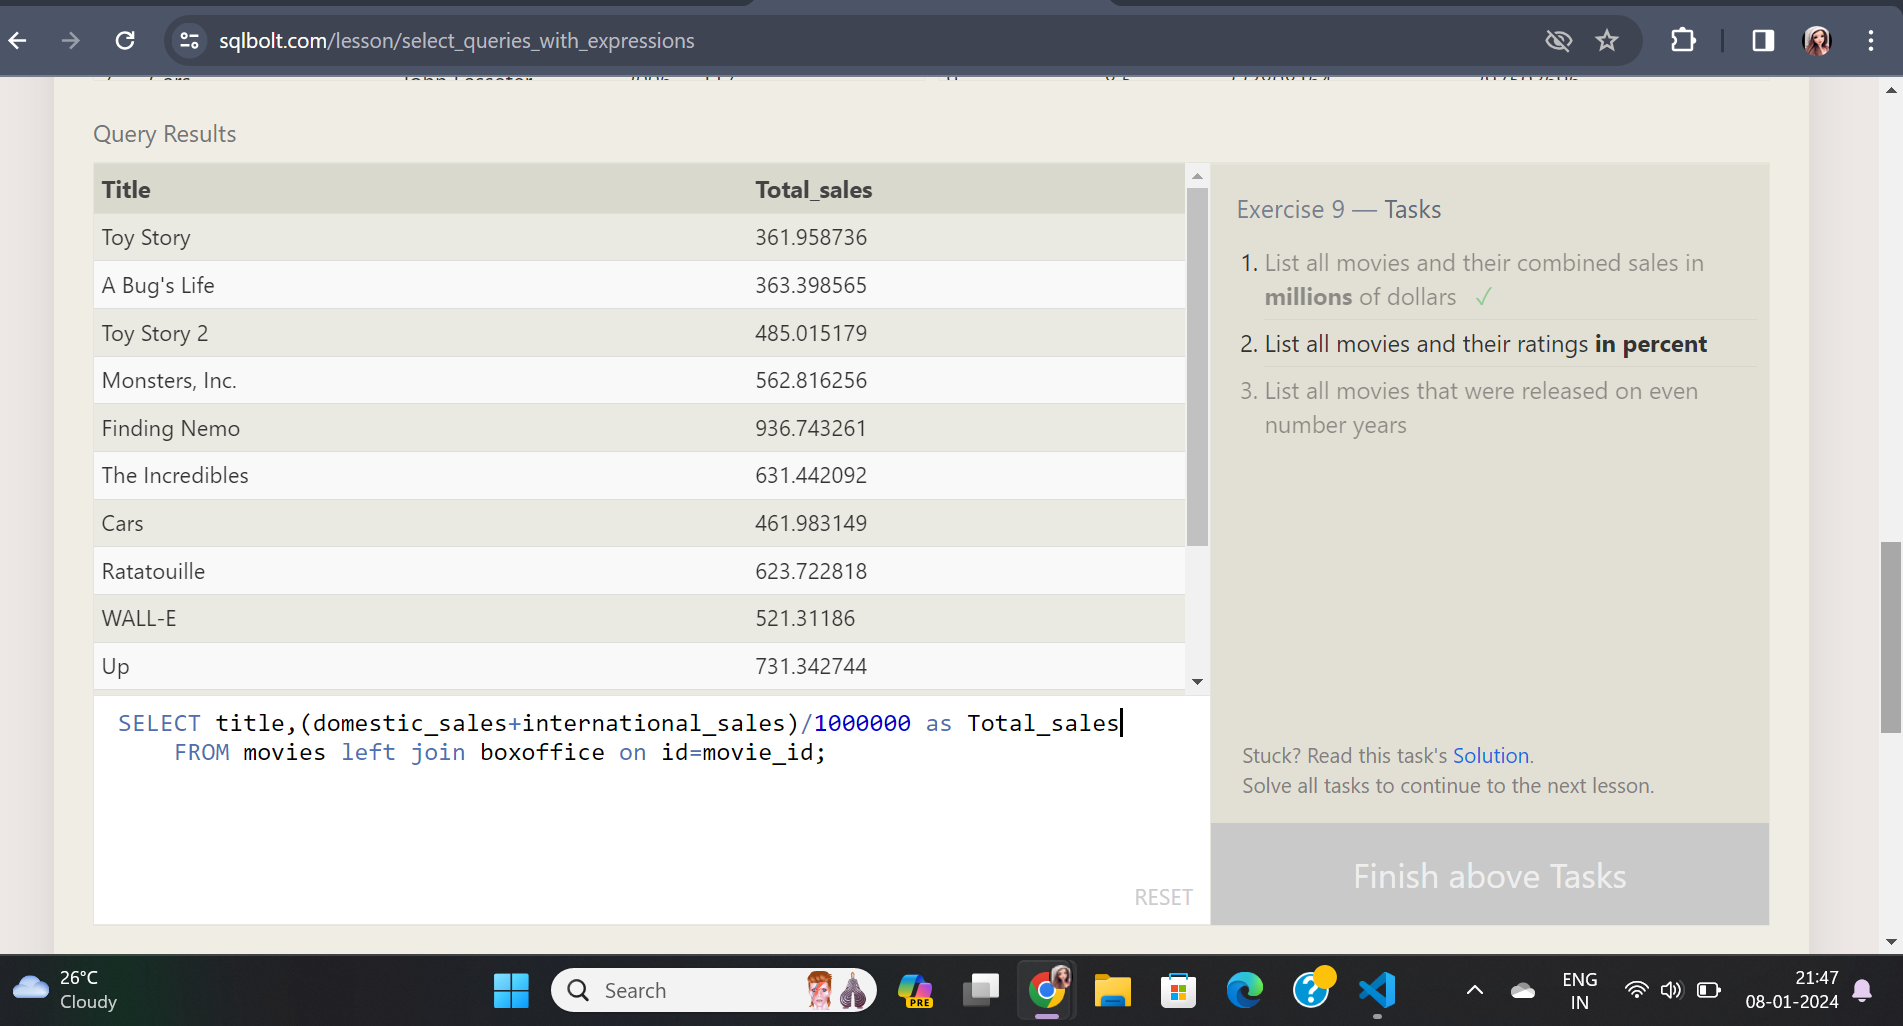 sqlbolt.com/lesson/select_queries_with_expressions
Query Results
Title Total_sales
Toy Story 361.958736
A Bug's Life 363.398565
Toy Story 2 485.015179
Monsters, Inc. 562.816256
Finding Nemo 936.743261
The Incredibles 631.442092
Cars 461.983149
Ratatouille 623.722818
WALL-E 521.31186
Up 731.342744
SELECT title,(domestic_sales+international_sales)/1000000 as Total_sales
FROM movies left join boxoffice on id=movie_id;
RESET
Exercise 9 — Tasks
1. List all movies and their combined sales in
millions of dollars ✓
2. List all movies and their ratings in percent
3. List all movies that were released on even
number years
Stuck? Read this task's Solution.
Solve all tasks to continue to the next lesson.
Finish above Tasks
26°C
Cloudy
Search
PRE
ENG
IN
21:47
08-01-2024